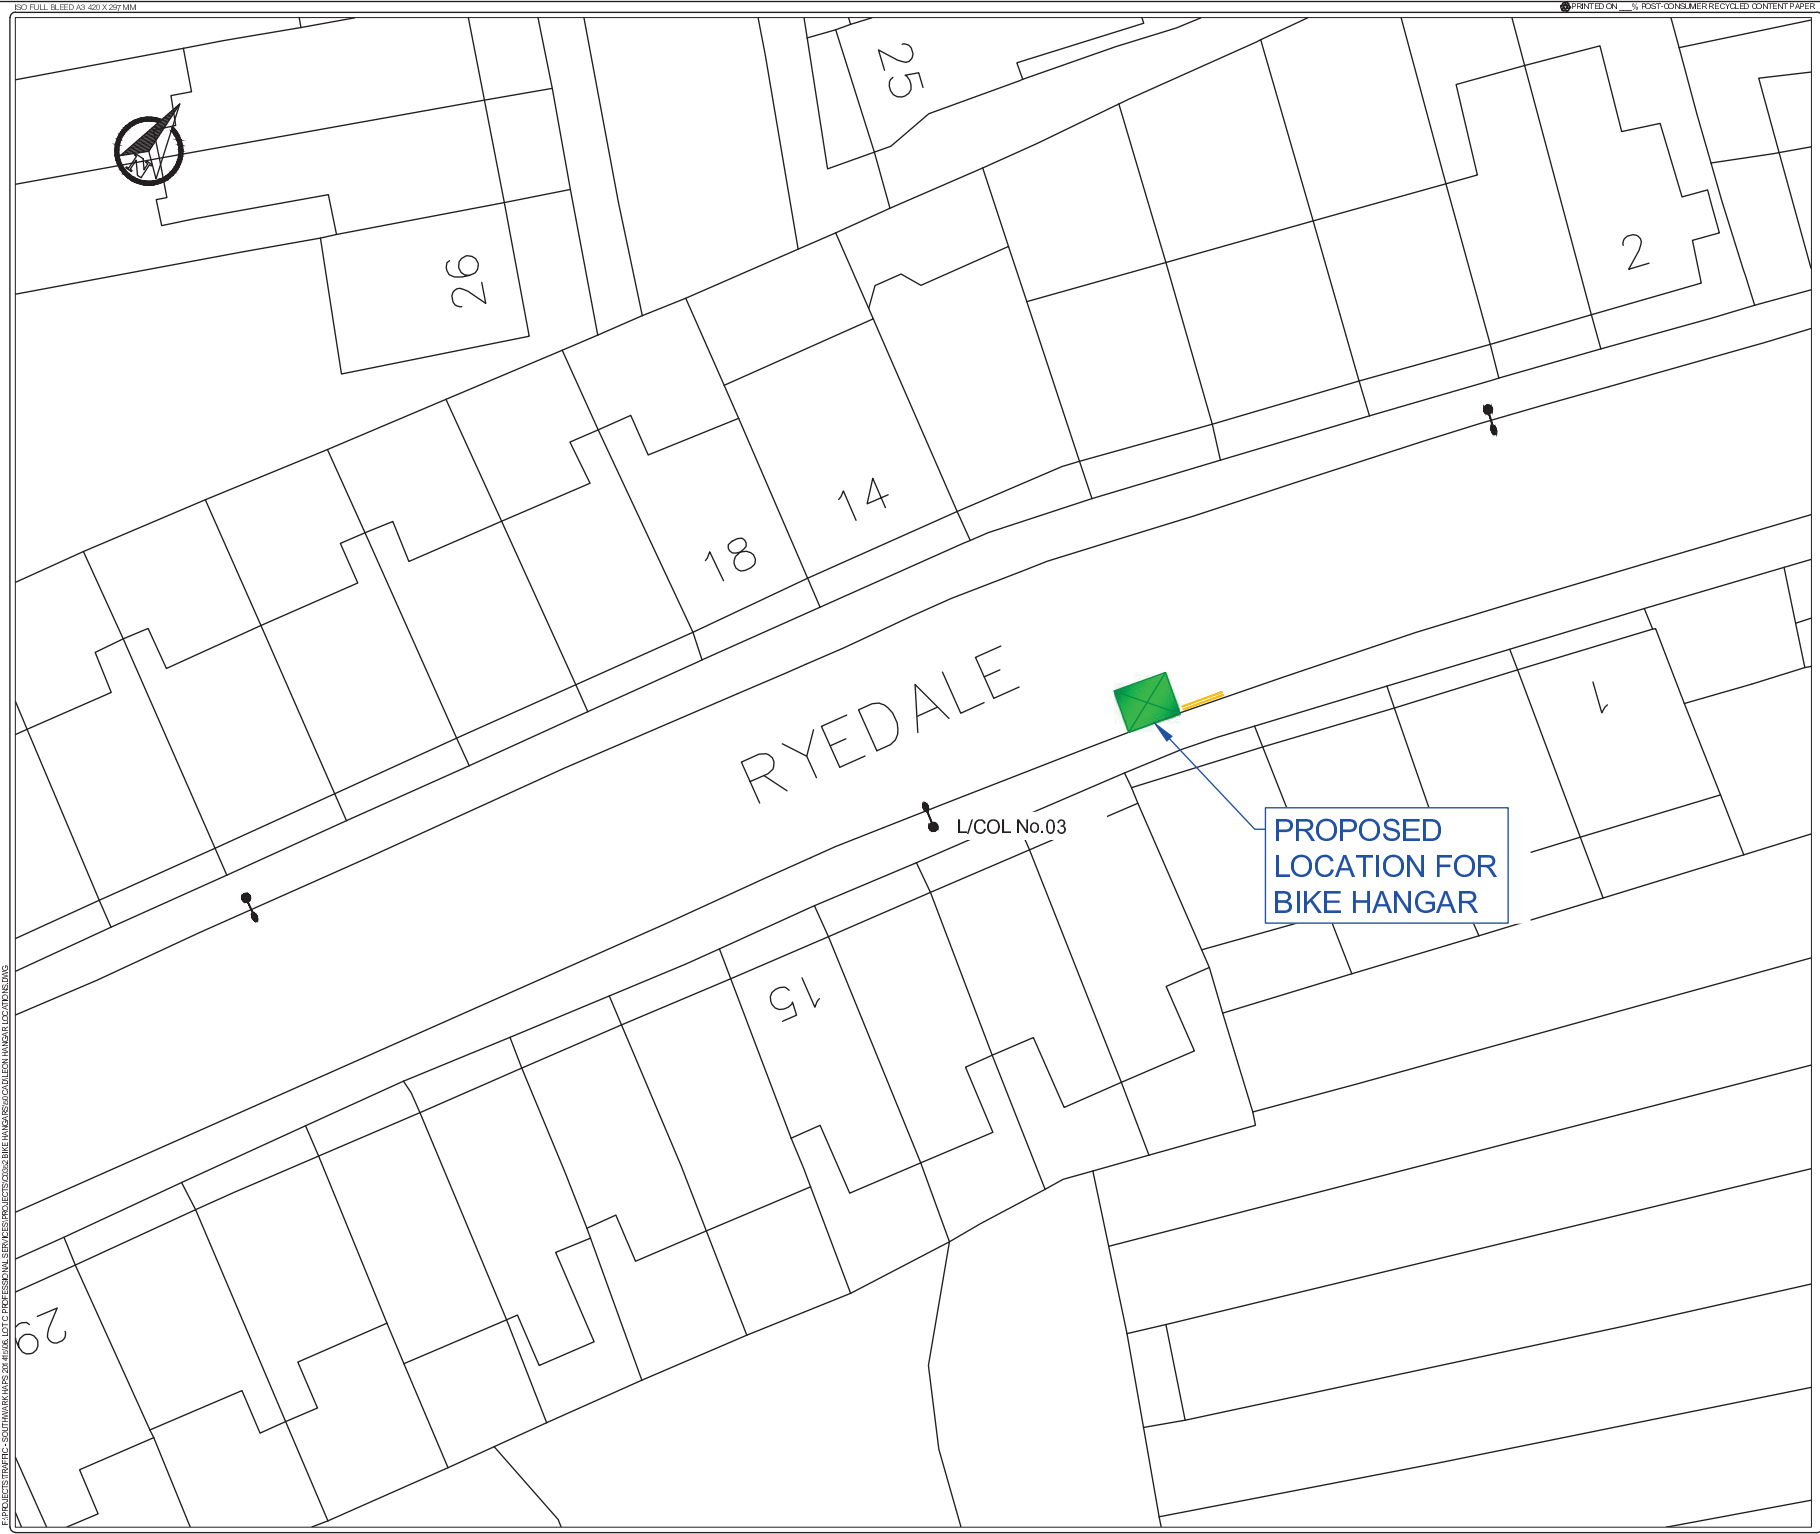 ISO FULL BLEED A3 420 X 297 MM
PRINTED ON ___% POST-CONSUMER RECYCLED CONTENT PAPER
25
26
2
14
18
RYEDALE
1
L/COL No.03
PROPOSED
LOCATION FOR
BIKE HANGAR
15
29